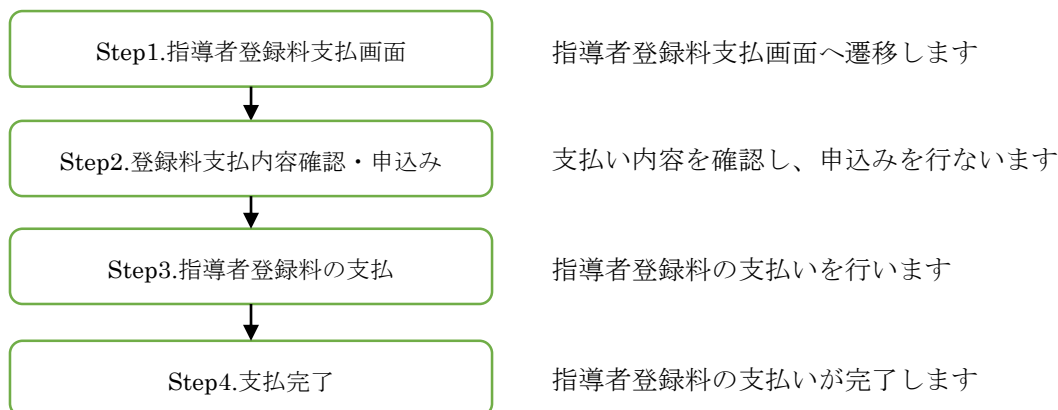 Step1.指導者登録料支払画面
指導者登録料支払画面へ遷移します
Step2.登録料支払内容確認・申込み
支払い内容を確認し、申込みを行ないます
Step3.指導者登録料の支払
指導者登録料の支払いを行います
Step4.支払完了
指導者登録料の支払いが完了します